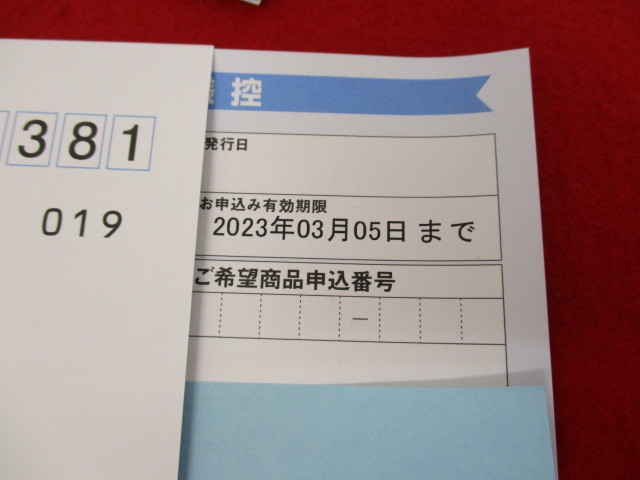 381
019
控
発行日
お申込み有効期限
2023年03月05日 まで
ご希望商品申込番号
–